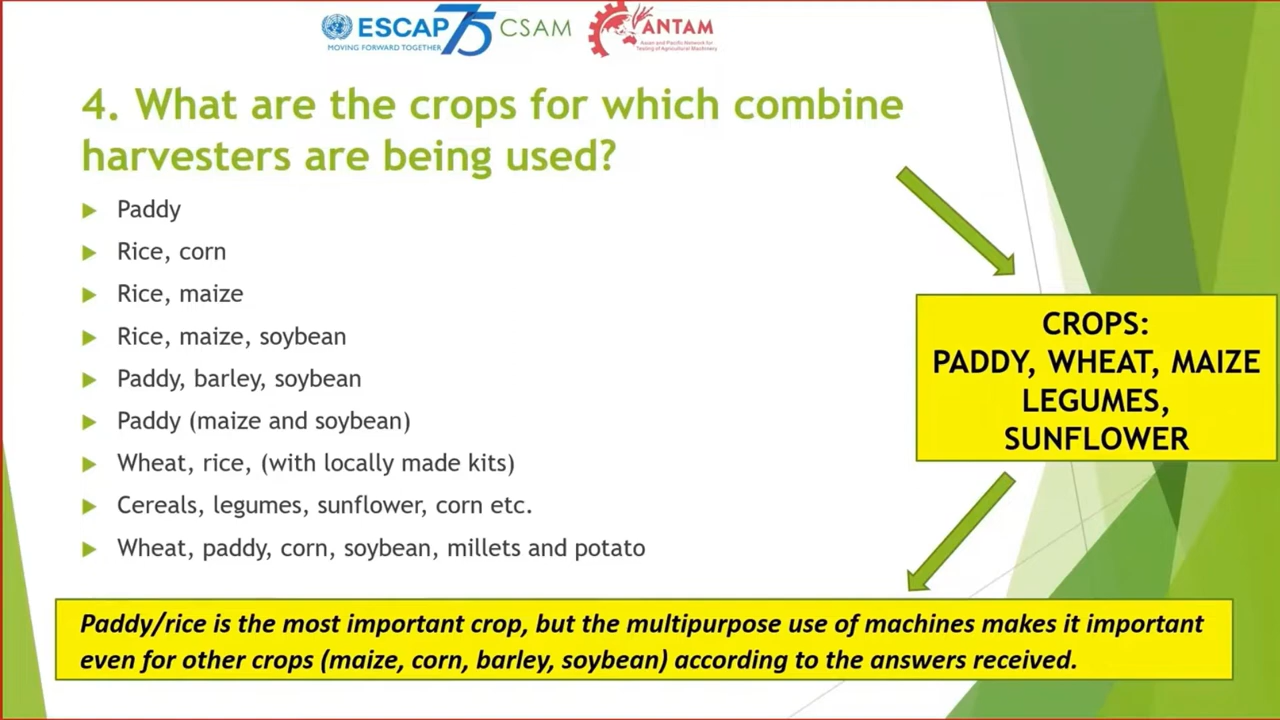 ESCAP 75 CSAM
MOVING FORWARD TOGETHER
ANTAM
Asian and Pacific Network for
Testing of Agricultural Machinery
4. What are the crops for which combine
harvesters are being used?
Paddy
Rice, corn
Rice, maize
Rice, maize, soybean
Paddy, barley, soybean
Paddy (maize and soybean)
Wheat, rice, (with locally made kits)
Cereals, legumes, sunflower, corn etc.
Wheat, paddy, corn, soybean, millets and potato
CROPS:
PADDY, WHEAT, MAIZE
LEGUMES,
SUNFLOWER
Paddy/rice is the most important crop, but the multipurpose use of machines makes it important
even for other crops (maize, corn, barley, soybean) according to the answers received.